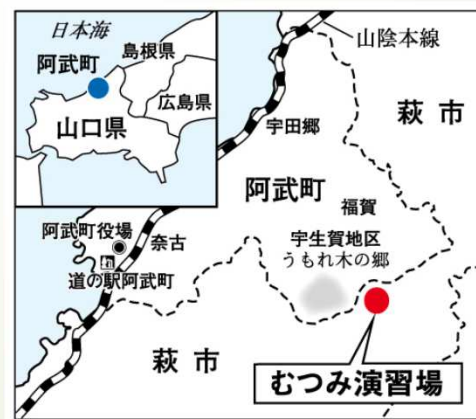 日本海
島根県
阿武町
広島県
山口県
山陰本線
萩市
宇田郷
阿武町
福賀
阿武町役場
奈古
宇生賀地区
うもれ木の郷
道の駅阿武町
萩市
むつみ演習場